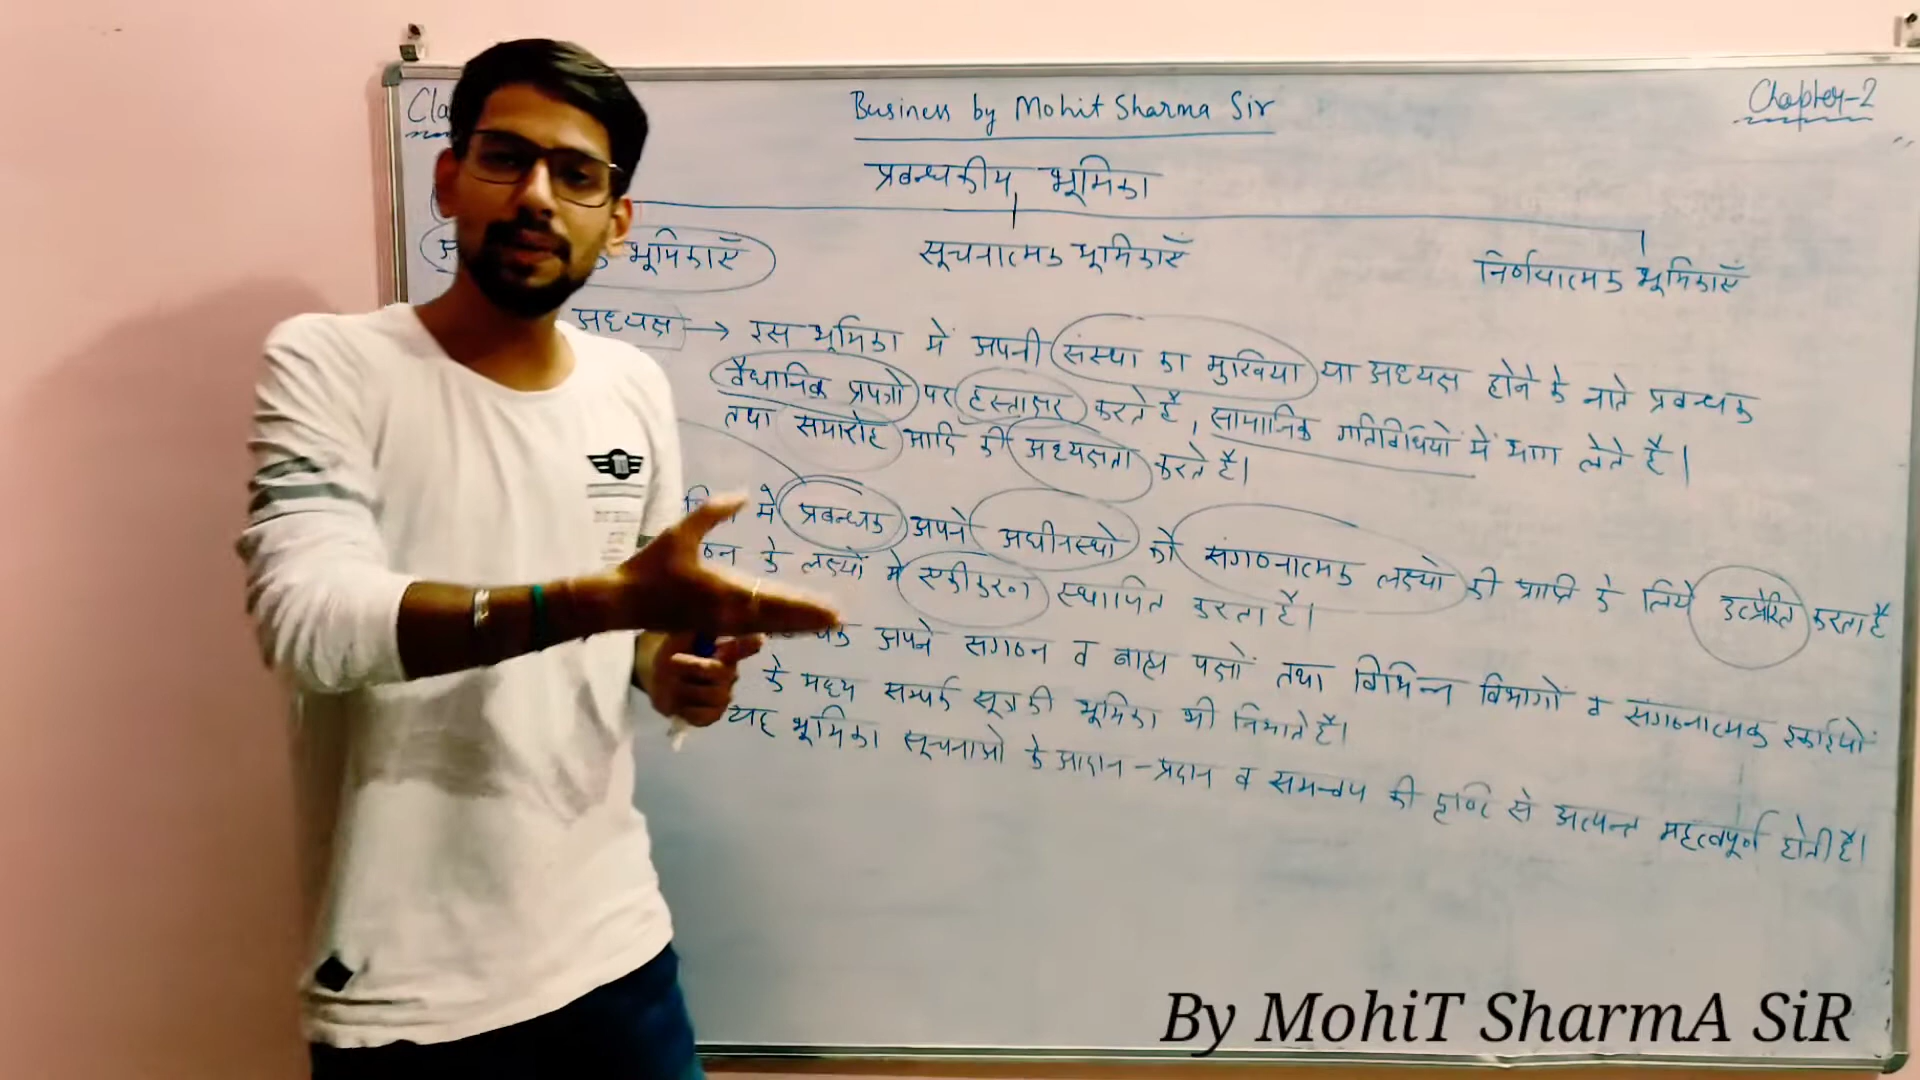 Business by Mohit Sharma Sir
Chapter-2
प्रबन्धकीय भूमिका
भूमिकाएँ
सूचनात्मक भूमिकाएँ
निर्णयात्मक भूमिकाएँ
अध्यक्ष → इस भूमिका में अपनी संस्था का मुखिया या अध्यक्ष होने के नाते प्रबन्धक
वैधानिक प्रपत्रो पर हस्ताक्षर करते है, सामाजिक गतिविधियों में भाग लेते है।
तथा समारोह आदि की अध्यक्षता करते है।
मे प्रबन्धक अपने अधीनस्थो को संगठनात्मक लक्ष्यो की प्राप्ति के लिये उत्प्रेरित करता है
के लक्ष्यों मे एकीकरण स्थापित करता है।
अपने संगठन व बाह्य पक्षों तथा विभिन्न विभागों व संगठनात्मक इकाईयों
के मध्य सम्पर्क सूत्र की भूमिका भी निभाते है।
यह भूमिका सूचनाओ के आदान-प्रदान व समन्वय की दृष्टि से अत्यन्त महत्वपूर्ण होती है।
By MohiT SharmA SiR